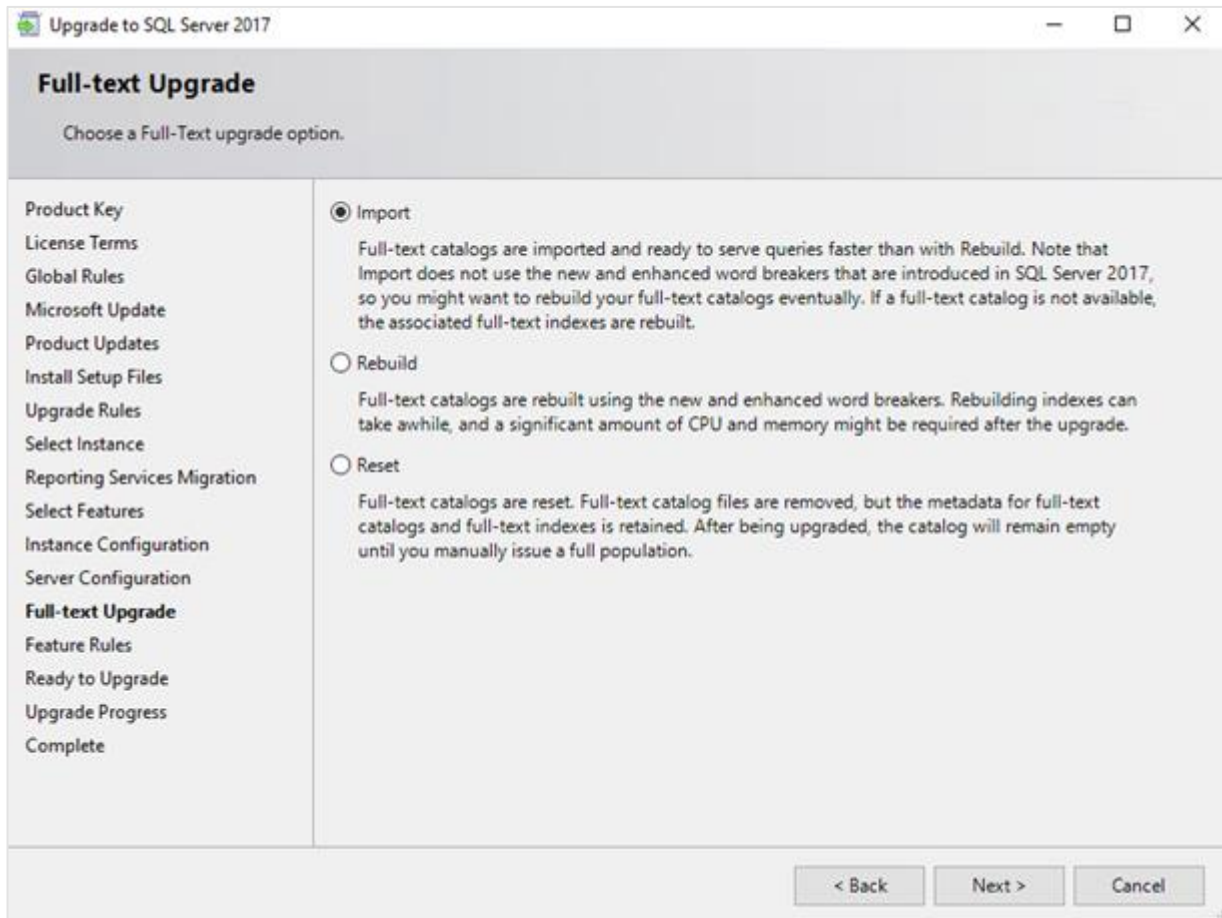 Upgrade to SQL Server 2017
Full-text Upgrade
Choose a Full-Text upgrade option.
Product Key
License Terms
Global Rules
Microsoft Update
Product Updates
Install Setup Files
Upgrade Rules
Select Instance
Reporting Services Migration
Select Features
Instance Configuration
Server Configuration
Full-text Upgrade
Feature Rules
Ready to Upgrade
Upgrade Progress
Complete
Import
Full-text catalogs are imported and ready to serve queries faster than with Rebuild. Note that
Import does not use the new and enhanced word breakers that are introduced in SQL Server 2017,
so you might want to rebuild your full-text catalogs eventually. If a full-text catalog is not available,
the associated full-text indexes are rebuilt.
Rebuild
Full-text catalogs are rebuilt using the new and enhanced word breakers. Rebuilding indexes can
take awhile, and a significant amount of CPU and memory might be required after the upgrade.
Reset
Full-text catalogs are reset. Full-text catalog files are removed, but the metadata for full-text
catalogs and full-text indexes is retained. After being upgraded, the catalog will remain empty
until you manually issue a full population.
< Back
Next >
Cancel